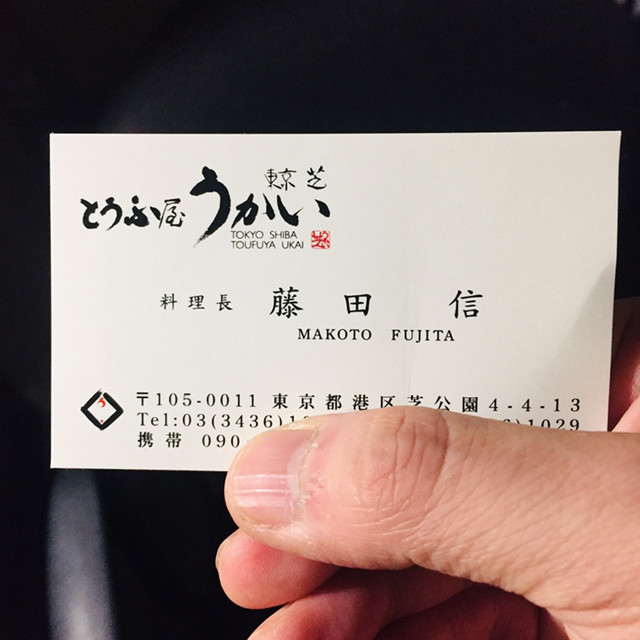 東京 芝
とうふ屋うかい
TOKYO SHIBA
TOUFUYA UKAI
料理長 藤田 信
MAKOTO FUJITA
う
〒105-0011 東京都港区芝公園4-4-13
Tel:03(3436)1 )1029
携帯 090-